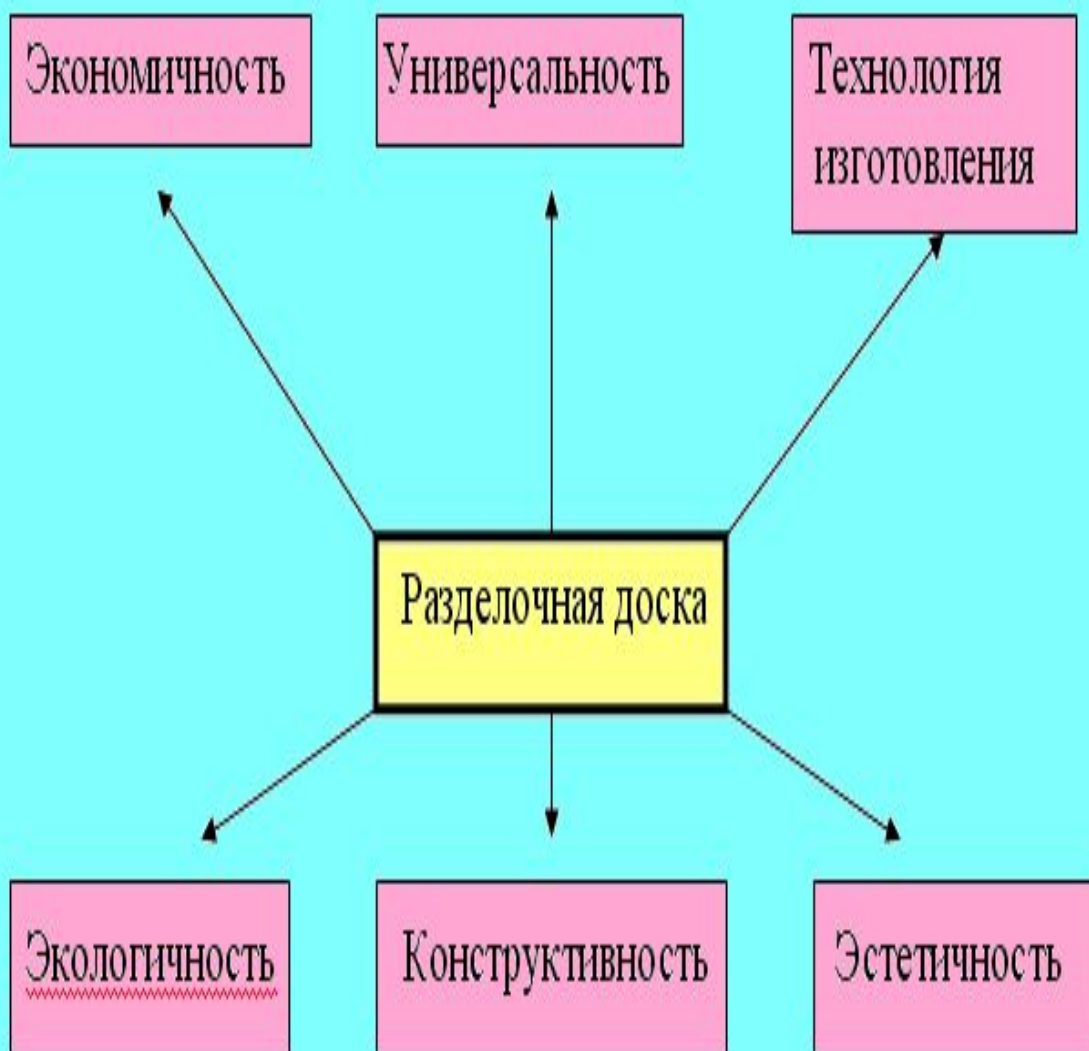 Экономичность
Универсальность
Технология
изготовления
Разделочная доска
Экологичность
Конструктивность
Эстетичность